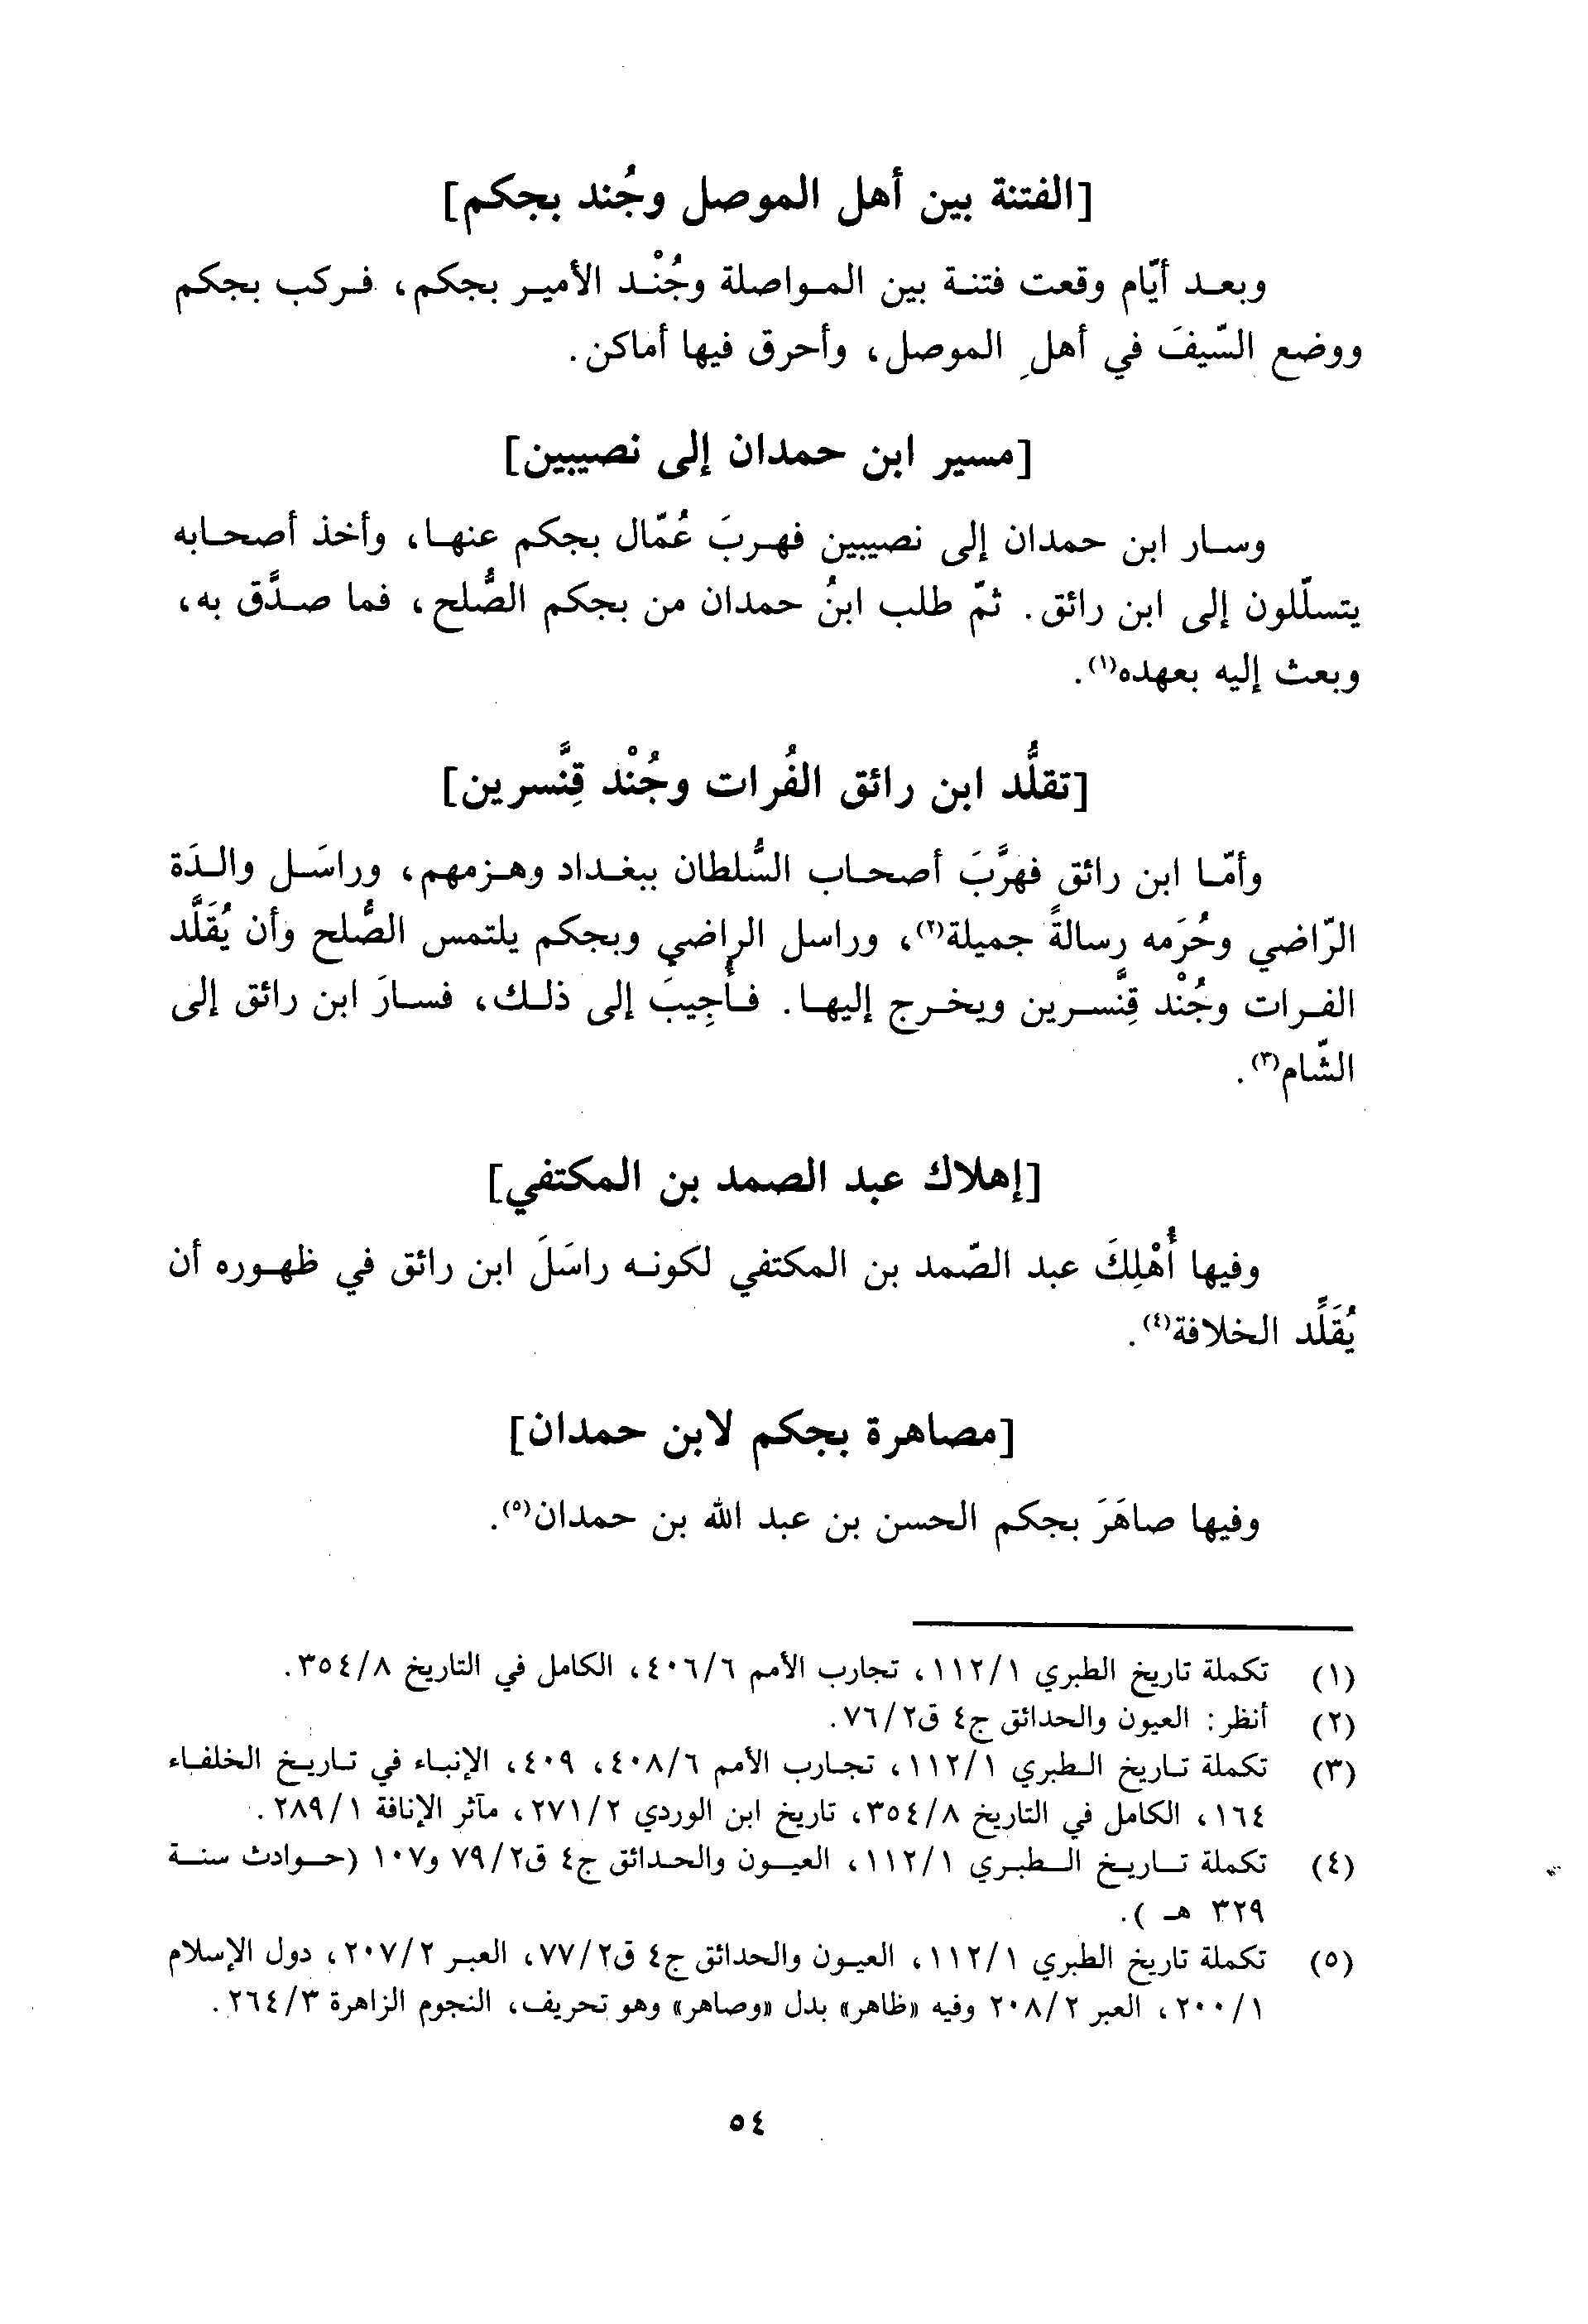 [الفتنة بين أهل الموصل وجُند بجكم]
وبعد أيّام وقعت فتنة بين المواصلة وجُنْد الأمير بجكم، فركب بجكم
ووضع السّيفَ في أهلِ الموصل، وأحرق فيها أماكن.
[مسير ابن حمدان إلى نصيبين]
وسار ابن حمدان إلى نصيبين فهربَ عُمّال بجكم عنها، وأخذ أصحابه
يتسلّلون إلى ابن رائق. ثمّ طلب ابنُ حمدان من بجكم الصُّلح، فما صدَّق به،
وبعث إليه بعهده(١).
[تقلُّد ابن رائق الفُرات وجُنْد قِنَّسرين]
وأمّا ابن رائق فهرَّبَ أصحاب السُّلطان ببغداد وهزمهم، وراسَل والدَة
الرّاضي وحُرَمه رسالةً جميلة(٢)، وراسل الراضي وبجكم يلتمس الصُّلح وأن يُقَلَّد
الفرات وجُنْد قِنَّسرين ويخرج إليها. فأُجِيبَ إلى ذلك، فسارَ ابن رائق إلى
الشّام(٣).
[إهلاك عبد الصمد بن المكتفي]
وفيها أُهْلِكَ عبد الصّمد بن المكتفي لكونه راسَلَ ابن رائق في ظهوره أن
يُقَلَّد الخلافة(٤).
[مصاهرة بجكم لابن حمدان]
وفيها صاهَرَ بجكم الحسن بن عبد الله بن حمدان(٥).
(١) تكملة تاريخ الطبري ١١٢/١، تجارب الأمم ٤٠٦/٦، الكامل في التاريخ ٣٥٤/٨.
(٢) أنظر: العيون والحدائق ج٤ ق٧٦/٢.
(٣) تكملة تاريخ الطبري ١١٢/١، تجارب الأمم ٤٠٨/٦، ٤٠٩، الإنباء في تاريخ الخلفاء
١٦٤، الكامل في التاريخ ٣٥٤/٨، تاريخ ابن الوردي ٢٧١/٢، مآثر الإنافة ٢٨٩/١.
(٤) تكملة تاريخ الطبري ١١٢/١، العيون والحدائق ج٤ ق٧٩/٢ و١٠٧ (حوادث سنة
٣٢٩ هـ ).
(٥) تكملة تاريخ الطبري ١١٢/١، العيون والحدائق ج٤ ق٧٧/٢، العبر ٢٠٧/٢، دول الإسلام
٢٠٠/١، العبر ٢٠٨/٢ وفيه «ظاهر» بدل «وصاهر» وهو تحريف، النجوم الزاهرة ٢٦٤/٣.
٥٤